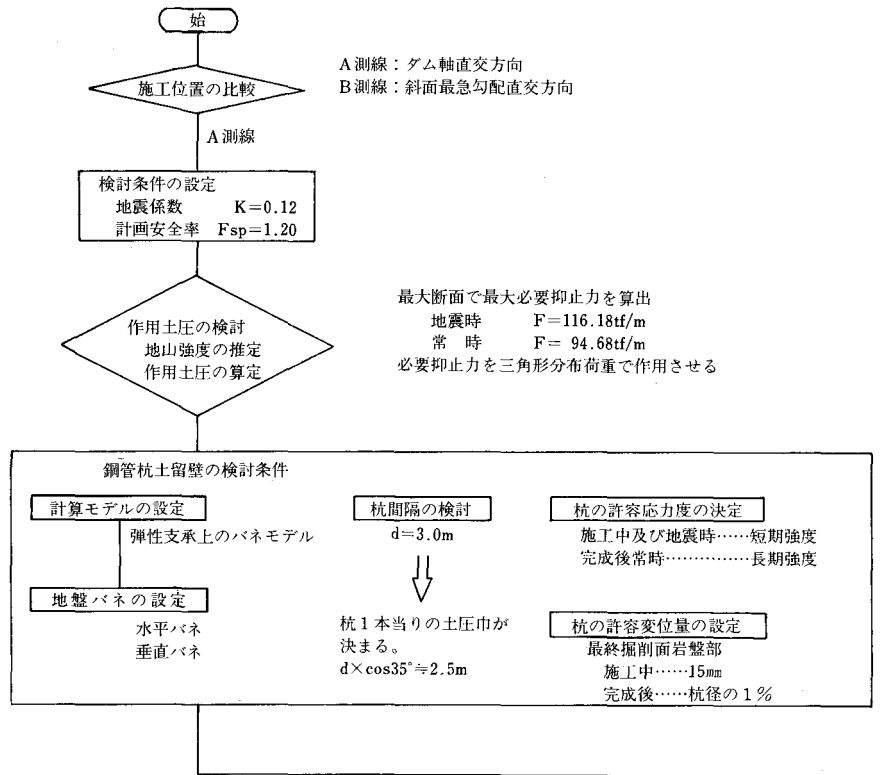 始
施工位置の比較
A測線：ダム軸直交方向
B測線：斜面最急勾配直交方向
A測線
検討条件の設定
地震係数 K=0.12
計画安全率 Fsp=1.20
作用土圧の検討
地山強度の推定
作用土圧の算定
最大断面で最大必要抑止力を算出
地震時 F=116.18tf/m
常 時 F= 94.68tf/m
必要抑止力を三角形分布荷重で作用させる
鋼管杭土留壁の検討条件
計算モデルの設定
弾性支承上のバネモデル
地盤バネの設定
水平バネ
垂直バネ
杭間隔の検討
d=3.0m
杭1本当りの土圧巾が
決まる。
d×cos35°≒2.5m
杭の許容応力度の決定
施工中及び地震時……短期強度
完成後常時……………長期強度
杭の許容変位量の設定
最終掘削面岩盤部
施工中……15㎜
完成後……杭径の1％